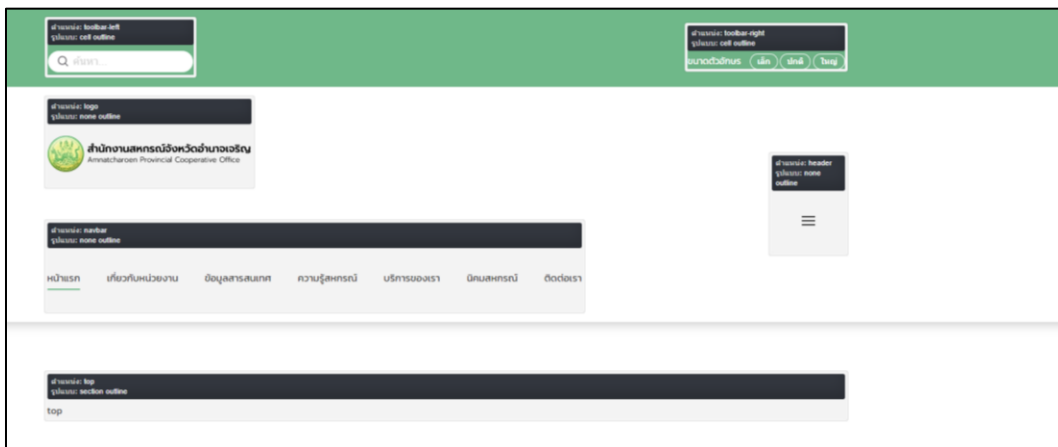 ตำแหน่ง: toolbar-left
รูปแบบ: cell outline
ค้นหา...
ตำแหน่ง: toolbar-right
รูปแบบ: cell outline
ขนาดตัวอักษร เล็ก ปกติ ใหญ่
ตำแหน่ง: logo
รูปแบบ: none outline
สำนักงานสหกรณ์จังหวัดอำนาจเจริญ
Amnatcharoen Provincial Cooperative Office
ตำแหน่ง: header
รูปแบบ: none
outline
ตำแหน่ง: navbar
รูปแบบ: none outline
หน้าแรก เกี่ยวกับหน่วยงาน ข้อมูลสารสนเทศ ความรู้สหกรณ์ บริการของเรา นิคมสหกรณ์ ติดต่อเรา
ตำแหน่ง: top
รูปแบบ: section outline
top